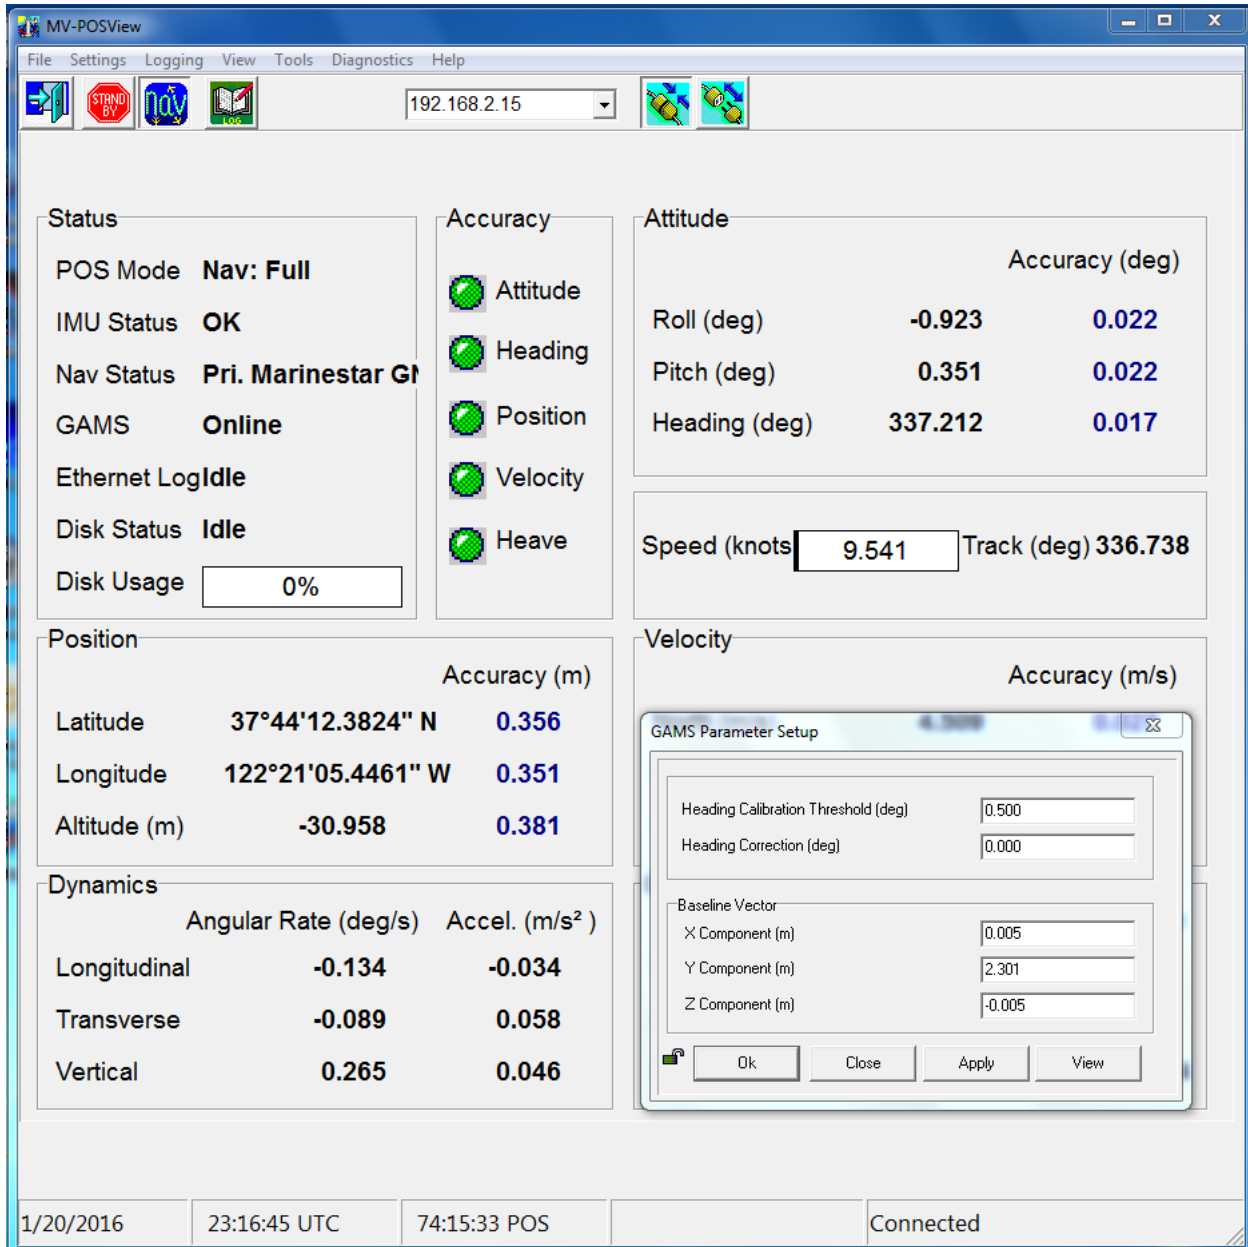 MV-POSView
File Settings Logging View Tools Diagnostics Help
STAND BY nav LOG 192.168.2.15
Status
POS Mode Nav: Full
IMU Status OK
Nav Status Pri. Marinestar
GAMS Online
Ethernet Log Idle
Disk Status Idle
Disk Usage 0%
Accuracy
Attitude
Heading
Position
Velocity
Heave
Attitude
Accuracy (deg)
Roll (deg) -0.923 0.022
Pitch (deg) 0.351 0.022
Heading (deg) 337.212 0.017
Speed (knots 9.541 Track (deg) 336.738
Position
Accuracy (m)
Latitude 37°44'12.3824" N 0.356
Longitude 122°21'05.4461" W 0.351
Altitude (m) -30.958 0.381
Velocity
Accuracy (m/s)
Dynamics
Angular Rate (deg/s) Accel. (m/s²)
Longitudinal -0.134 -0.034
Transverse -0.089 0.058
Vertical 0.265 0.046
GAMS Parameter Setup
Heading Calibration Threshold (deg) 0.500
Heading Correction (deg) 0.000
Baseline Vector
X Component (m) 0.005
Y Component (m) 2.301
Z Component (m) -0.005
Ok Close Apply View
1/20/2016 23:16:45 UTC 74:15:33 POS Connected